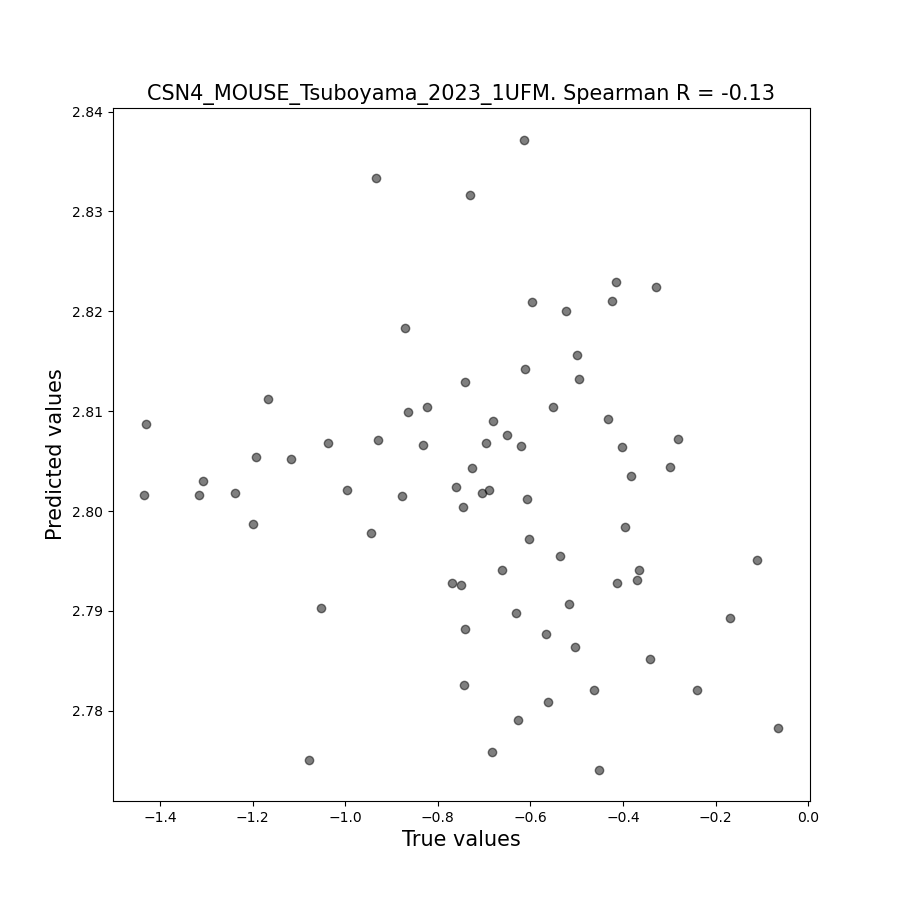 CSN4_MOUSE_Tsuboyama_2023_1UFM. Spearman R = -0.13
2.84
2.83
2.82
2.81
2.80
2.79
2.78
Predicted values
−1.4 −1.2 −1.0 −0.8 −0.6 −0.4 −0.2 0.0
True values